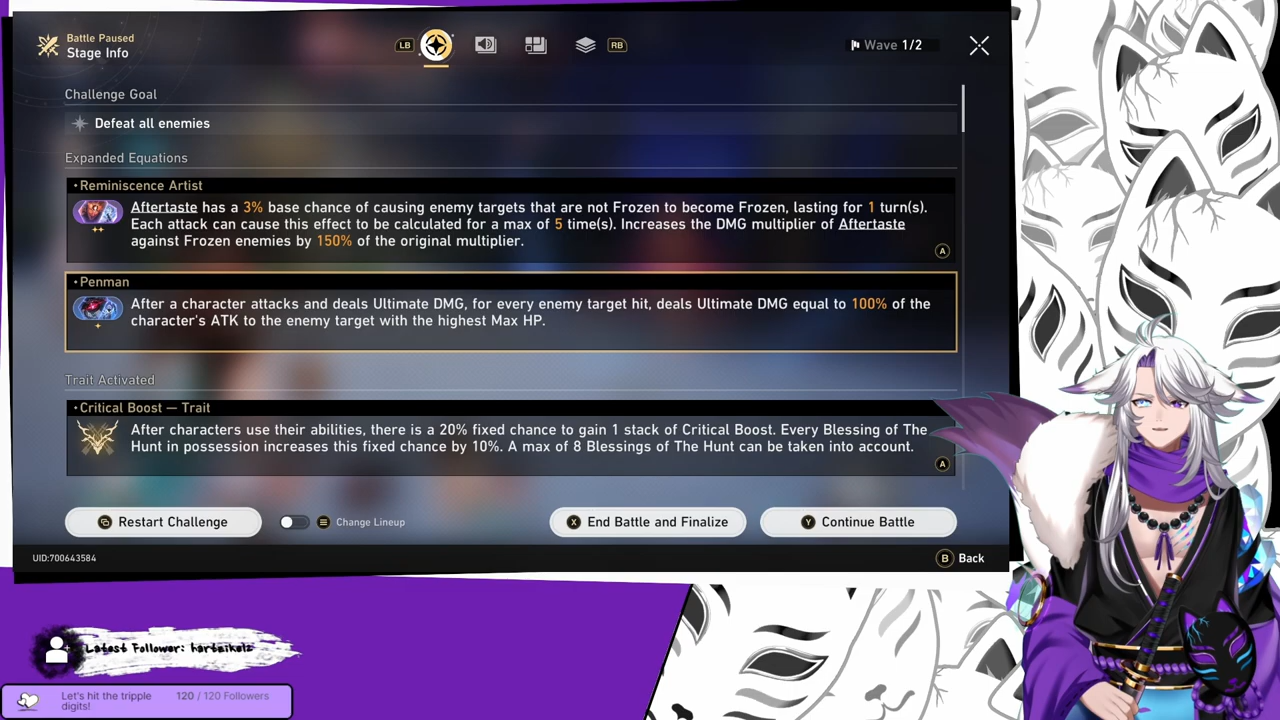 Battle Paused
Stage Info
LB
RB
Wave 1/2
Challenge Goal
Defeat all enemies
Expanded Equations
• Reminiscence Artist
Aftertaste has a 3% base chance of causing enemy targets that are not Frozen to become Frozen, lasting for 1 turn(s).
Each attack can cause this effect to be calculated for a max of 5 time(s). Increases the DMG multiplier of Aftertaste
against Frozen enemies by 150% of the original multiplier.
A
• Penman
After a character attacks and deals Ultimate DMG, for every enemy target hit, deals Ultimate DMG equal to 100% of the
character's ATK to the enemy target with the highest Max HP.
Trait Activated
• Critical Boost — Trait
After characters use their abilities, there is a 20% fixed chance to gain 1 stack of Critical Boost. Every Blessing of The
Hunt in possession increases this fixed chance by 10%. A max of 8 Blessings of The Hunt can be taken into account.
A
Restart Challenge
Change Lineup
X End Battle and Finalize
Y Continue Battle
UID:700643584
B Back
Latest Follower: hartaikelz
Let's hit the tripple
digits!
120 / 120 Followers